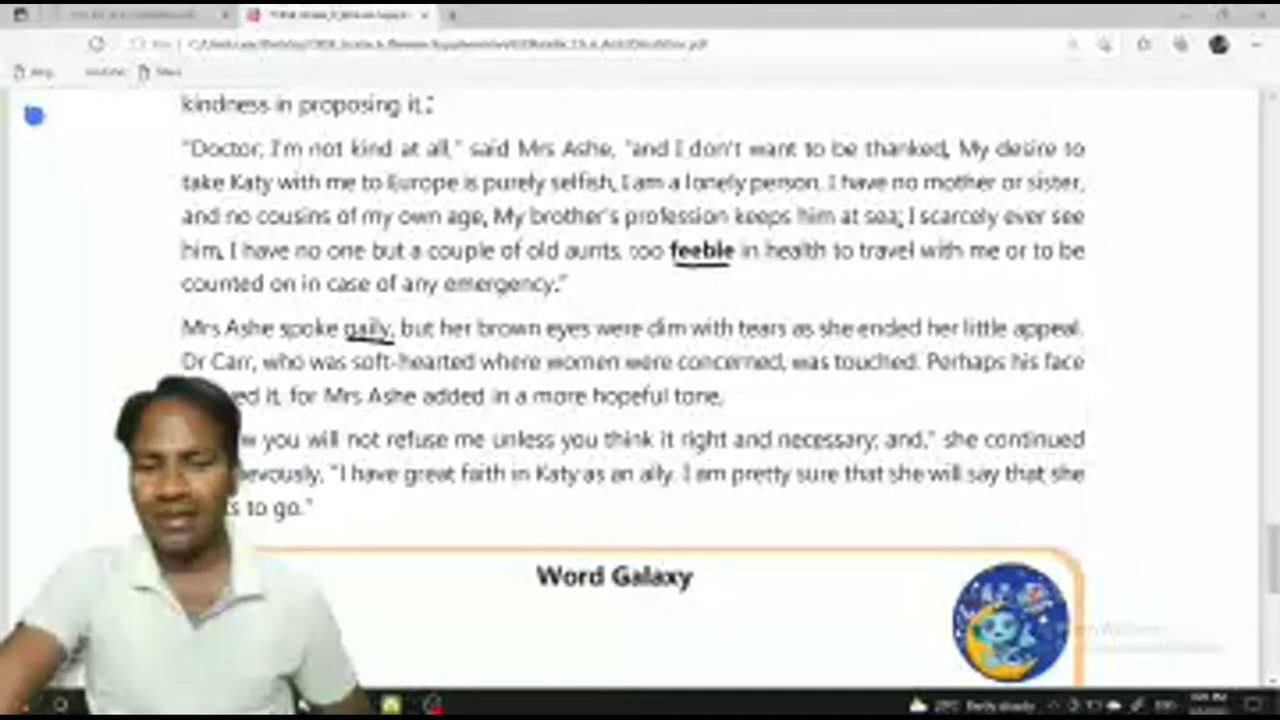 kindness in proposing it."
"Doctor, I'm not kind at all," said Mrs Ashe, "and I don't want to be thanked. My desire to
take Katy with me to Europe is purely selfish. I am a lonely person. I have no mother or sister,
and no cousins of my own age. My brother's profession keeps him at sea; I scarcely ever see
him. I have no one but a couple of old aunts, too feeble in health to travel with me or to be
counted on in case of any emergency."
Mrs Ashe spoke gaily, but her brown eyes were dim with tears as she ended her little appeal.
Dr Carr, who was soft-hearted where women were concerned, was touched. Perhaps his face
ed it, for Mrs Ashe added in a more hopeful tone,
w you will not refuse me unless you think it right and necessary; and," she continued
evously, "I have great faith in Katy as an ally. I am pretty sure that she will say that she
s to go."
Word Galaxy